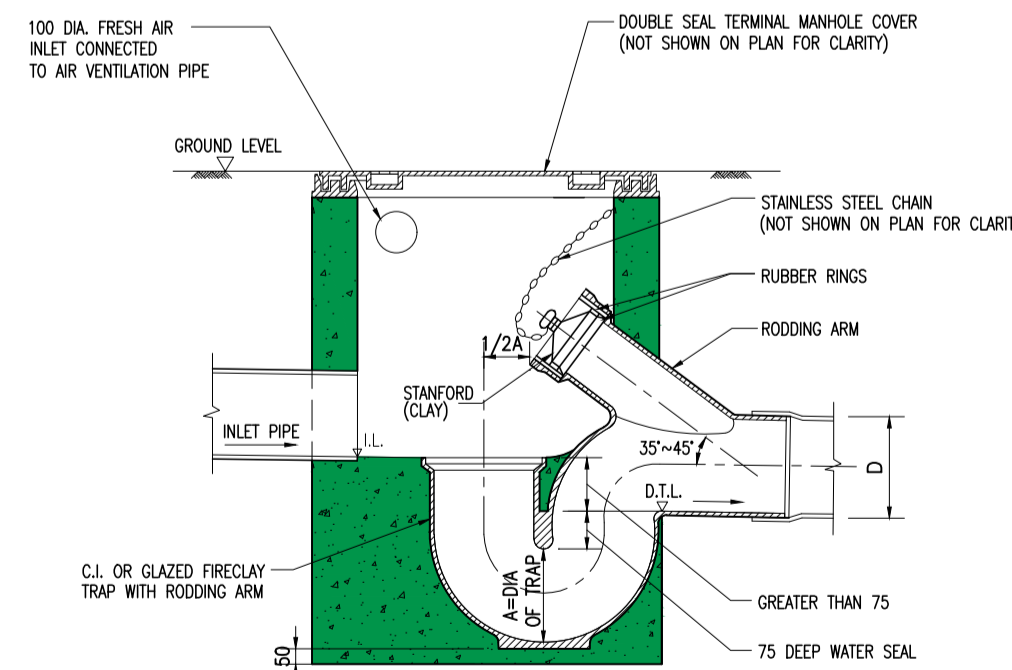 100 DIA. FRESH AIR
INLET CONNECTED
TO AIR VENTILATION PIPE
DOUBLE SEAL TERMINAL MANHOLE COVER
(NOT SHOWN ON PLAN FOR CLARITY)
GROUND LEVEL
STAINLESS STEEL CHAIN
(NOT SHOWN ON PLAN FOR CLARIT
RUBBER RINGS
RODDING ARM
1/2A
STANFORD
(CLAY)
INLET PIPE
I.L.
35°~45°
D
D.T.L.
C.I. OR GLAZED FIRECLAY
TRAP WITH RODDING ARM
A=DIA
OF TRAP
GREATER THAN 75
75 DEEP WATER SEAL
50